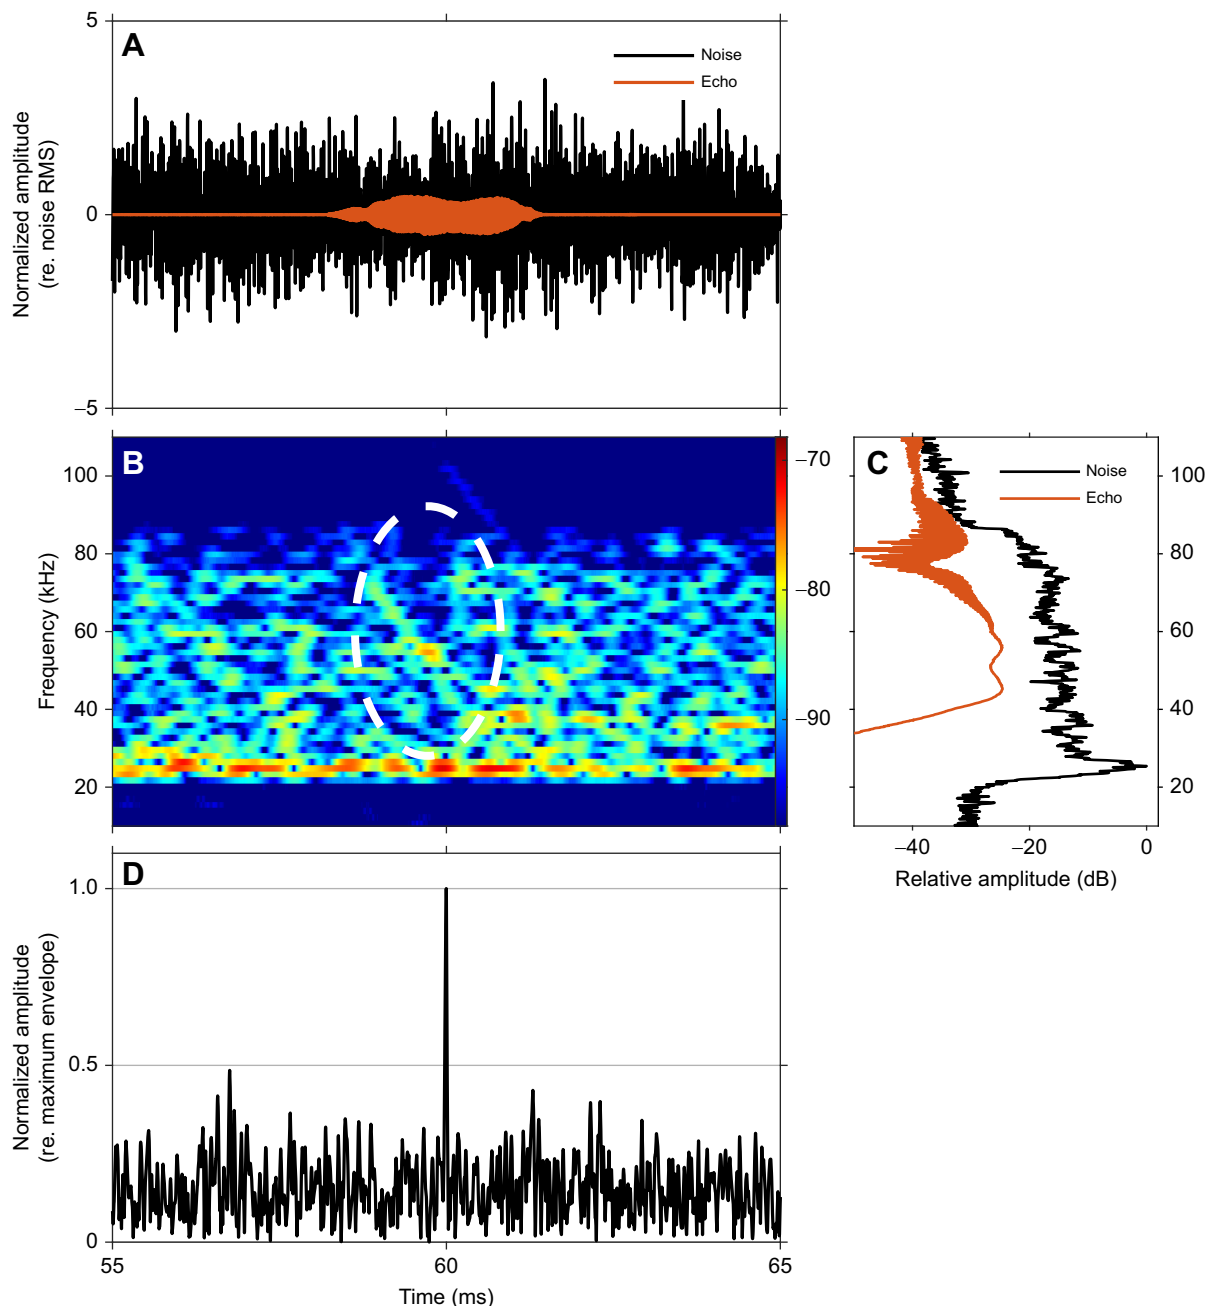 5
A
Noise
Echo
Normalized amplitude
(re. noise RMS)
0
–5
B
100
80
60
40
20
Frequency (kHz)
–70
–80
–90
C
Noise
Echo
100
80
60
40
20
–40
–20
0
Relative amplitude (dB)
D
1.0
0.5
0
Normalized amplitude
(re. maximum envelope)
55
60
65
Time (ms)